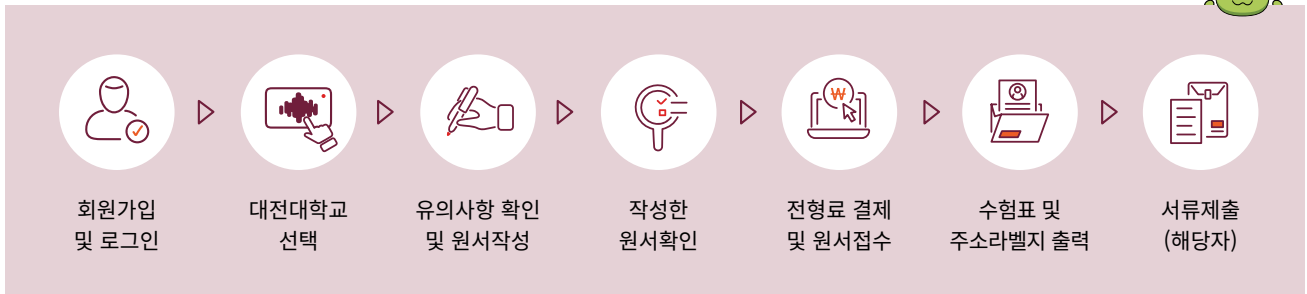 회원가입
및 로그인
대전대학교
선택
유의사항 확인
및 원서작성
작성한
원서확인
₩
전형료 결제
및 원서접수
수험표 및
주소라벨지 출력
서류제출
(해당자)